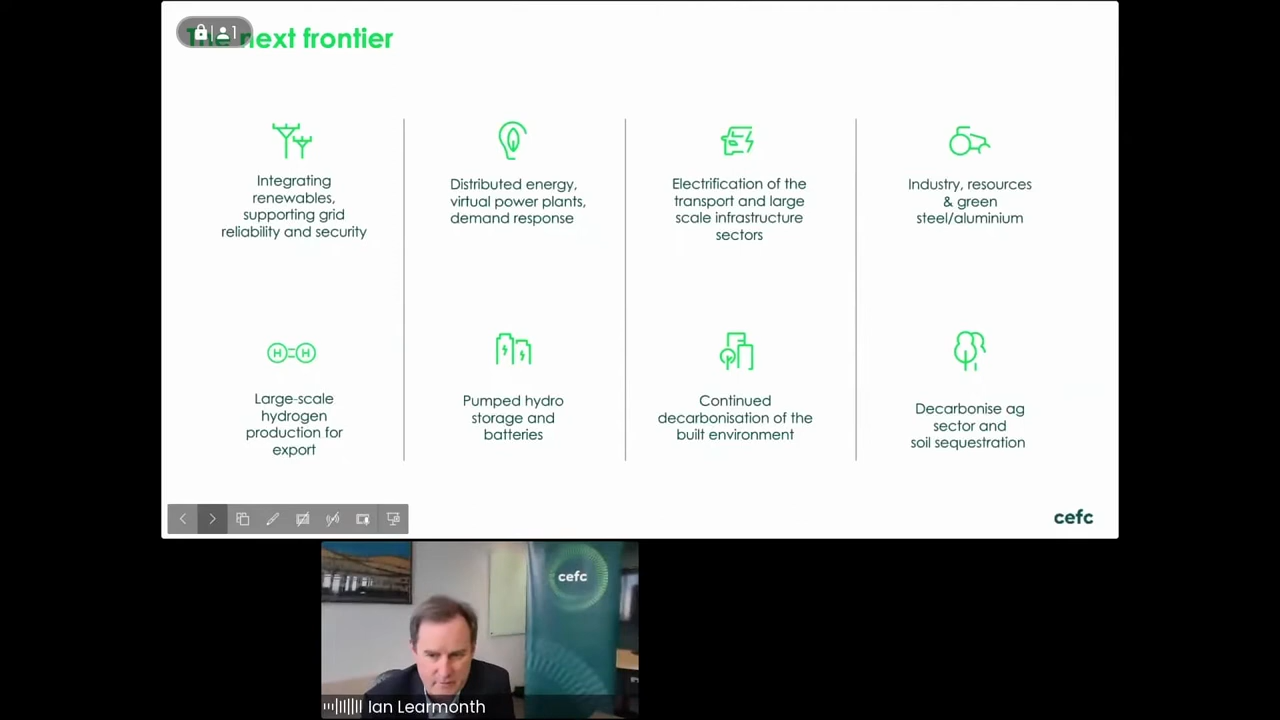 The next frontier
1
Integrating
renewables,
supporting grid
reliability and security
Distributed energy,
virtual power plants,
demand response
Electrification of the
transport and large
scale infrastructure
sectors
Industry, resources
& green
steel/aluminium
H=H
Large-scale
hydrogen
production for
export
Pumped hydro
storage and
batteries
Continued
decarbonisation of the
built environment
Decarbonise ag
sector and
soil sequestration
cefc
cefc
Ian Learmonth